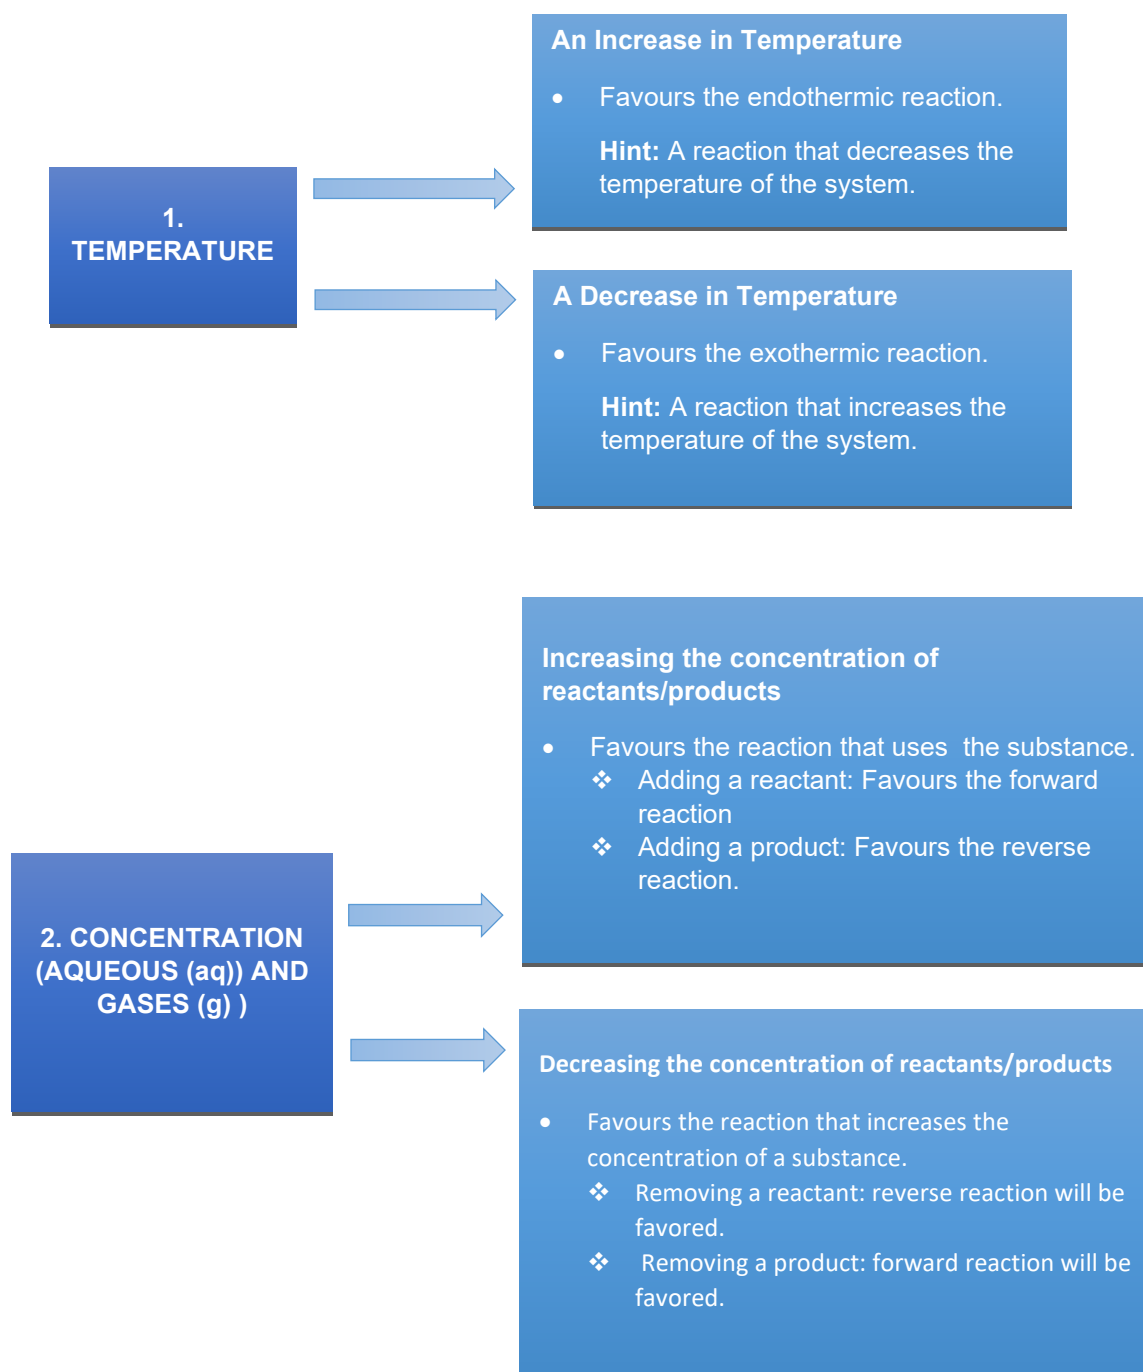 An Increase in Temperature
• Favours the endothermic reaction.
Hint: A reaction that decreases the
temperature of the system.
1.
TEMPERATURE
A Decrease in Temperature
• Favours the exothermic reaction.
Hint: A reaction that increases the
temperature of the system.
Increasing the concentration of
reactants/products
• Favours the reaction that uses  the substance.
❖ Adding a reactant: Favours the forward
reaction
❖ Adding a product: Favours the reverse
reaction.
2. CONCENTRATION
(AQUEOUS (aq)) AND
GASES (g) )
Decreasing the concentration of reactants/products
• Favours the reaction that increases the
concentration of a substance.
❖ Removing a reactant: reverse reaction will be
favored.
❖ Removing a product: forward reaction will be
favored.